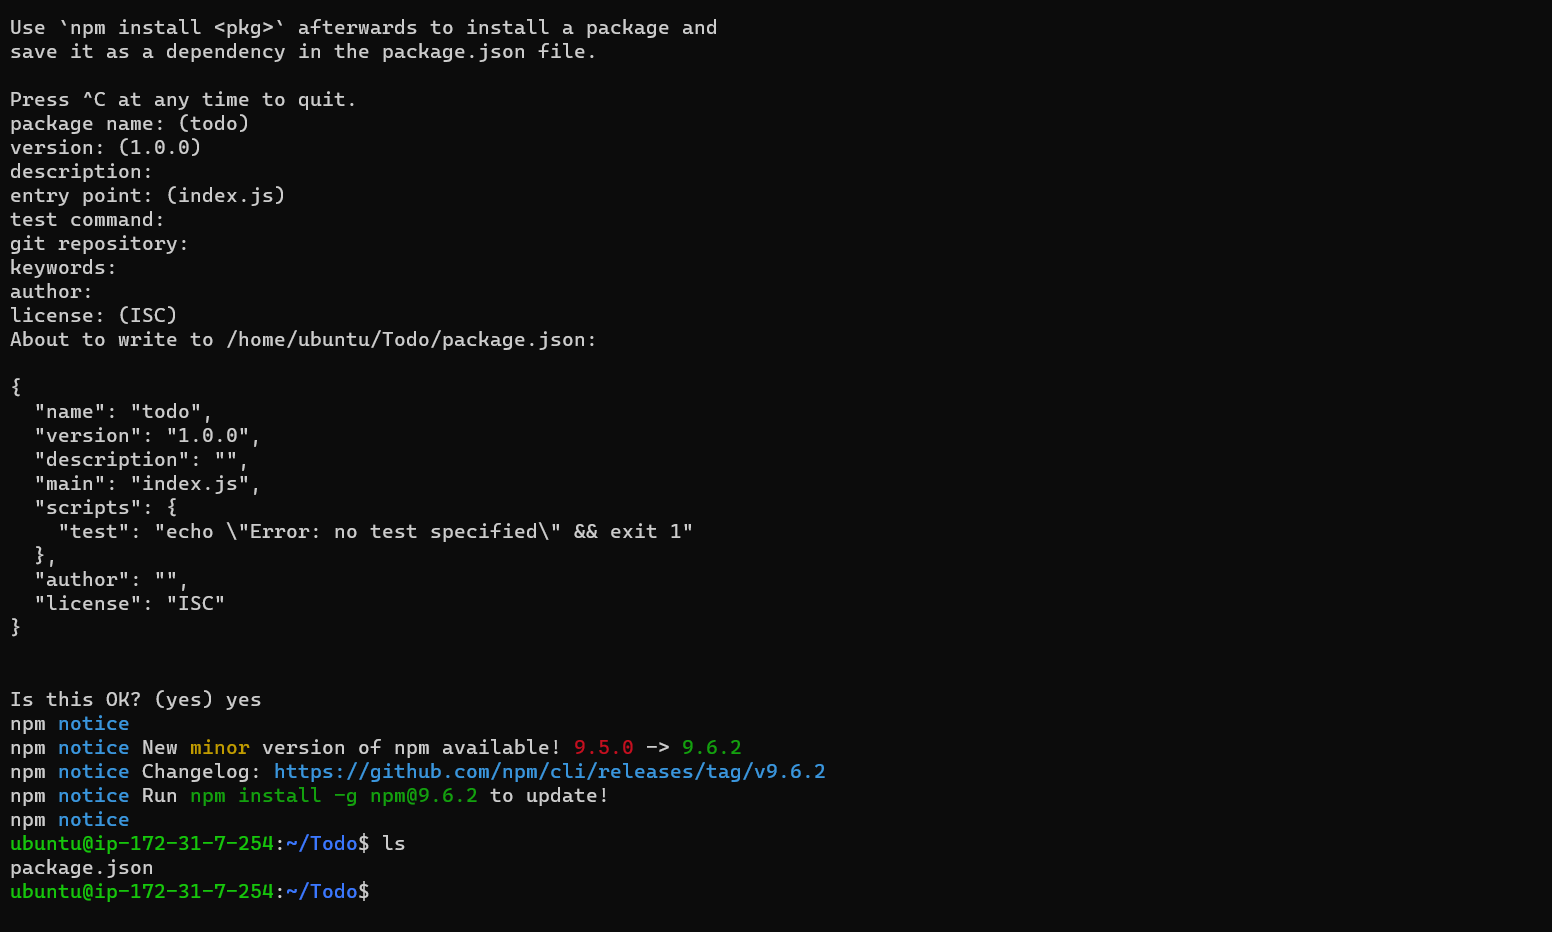 Use `npm install <pkg>` afterwards to install a package and
save it as a dependency in the package.json file.
Press ^C at any time to quit.
package name: (todo)
version: (1.0.0)
description:
entry point: (index.js)
test command:
git repository:
keywords:
author:
license: (ISC)
About to write to /home/ubuntu/Todo/package.json:
{
  "name": "todo",
  "version": "1.0.0",
  "description": "",
  "main": "index.js",
  "scripts": {
    "test": "echo \"Error: no test specified\" && exit 1"
  },
  "author": "",
  "license": "ISC"
}
Is this OK? (yes) yes
npm notice
npm notice New minor version of npm available! 9.5.0 -> 9.6.2
npm notice Changelog: https://github.com/npm/cli/releases/tag/v9.6.2
npm notice Run npm install -g npm@9.6.2 to update!
npm notice
ubuntu@ip-172-31-7-254:~/Todo$ ls
package.json
ubuntu@ip-172-31-7-254:~/Todo$